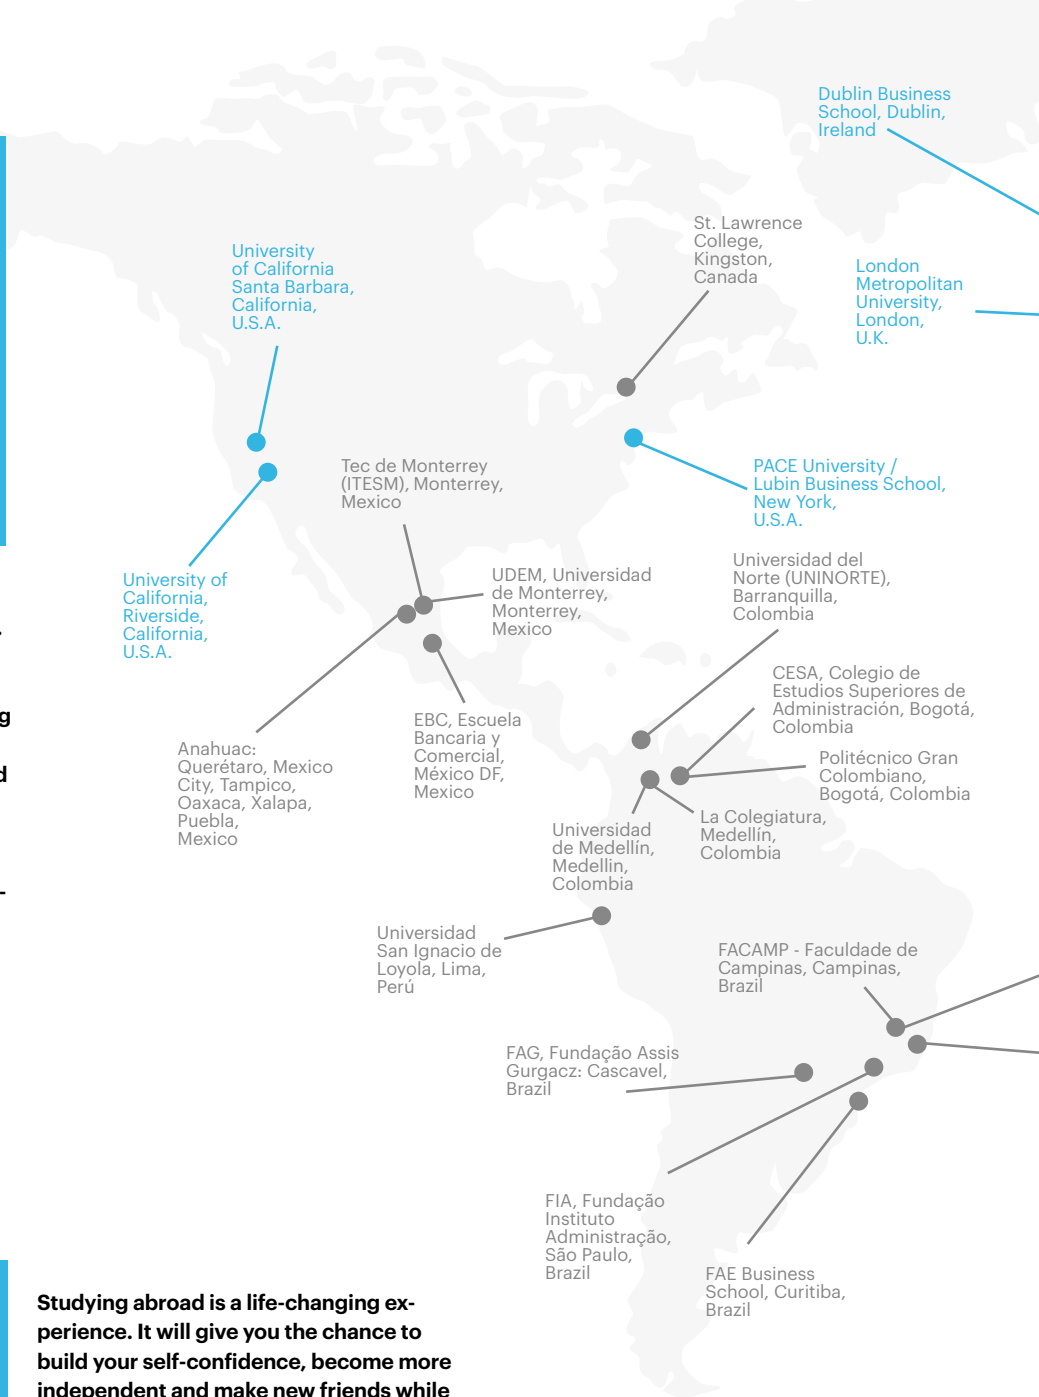 Dublin Business
School, Dublin,
Ireland
St. Lawrence
College,
Kingston,
Canada
University
of California
Santa Barbara,
California,
U.S.A.
London
Metropolitan
University,
London,
U.K.
Tec de Monterrey
(ITESM), Monterrey,
Mexico
PACE University /
Lubin Business School,
New York,
U.S.A.
Universidad del
Norte (UNINORTE),
Barranquilla,
Colombia
UDEM, Universidad
de Monterrey,
Monterrey,
Mexico
University of
California,
Riverside,
California,
U.S.A.
CESA, Colegio de
Estudios Superiores de
Administración, Bogotá,
Colombia
EBC, Escuela
Bancaria y
Comercial,
México DF,
Mexico
Anahuac:
Querétaro, Mexico
City, Tampico,
Oaxaca, Xalapa,
Puebla,
Mexico
Politécnico Gran
Colombiano,
Bogotá, Colombia
La Colegiatura,
Medellín,
Colombia
Universidad
de Medellín,
Medellin,
Colombia
Universidad
San Ignacio de
Loyola, Lima,
Perú
FACAMP - Faculdade de
Campinas, Campinas,
Brazil
FAG, Fundação Assis
Gurgacz: Cascavel,
Brazil
FIA, Fundação
Instituto
Administração,
São Paulo,
Brazil
FAE Business
School, Curitiba,
Brazil
Studying abroad is a life-changing ex-
perience. It will give you the chance to
build your self-confidence, become more
independent and make new friends while